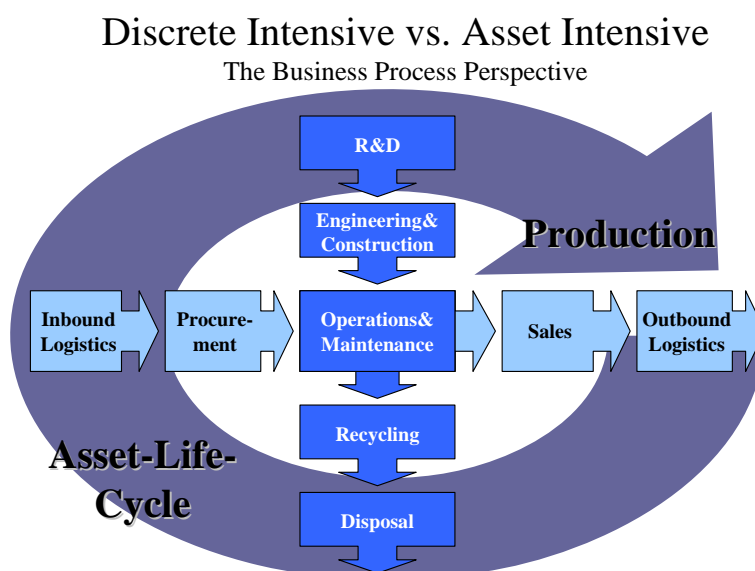 Discrete Intensive vs. Asset Intensive
The Business Process Perspective
R&D
Engineering&
Construction
Production
Inbound
Logistics
Procure-
ment
Operations&
Maintenance
Sales
Outbound
Logistics
Recycling
Asset-Life-
Cycle
Disposal